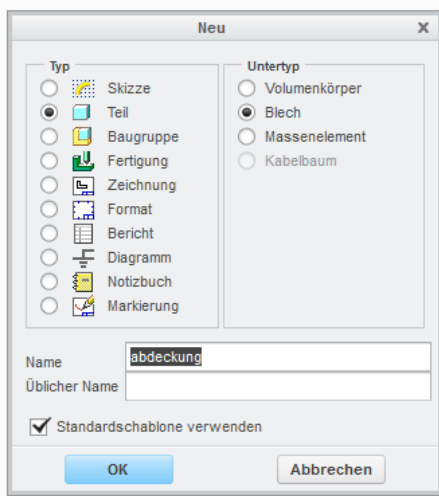 Neu
Typ
Skizze
Teil
Baugruppe
Fertigung
Zeichnung
Format
Bericht
Diagramm
Notizbuch
Markierung
Untertyp
Volumenkörper
Blech
Massenelement
Kabelbaum
Name abdeckung
Üblicher Name
Standardschablone verwenden
OK Abbrechen